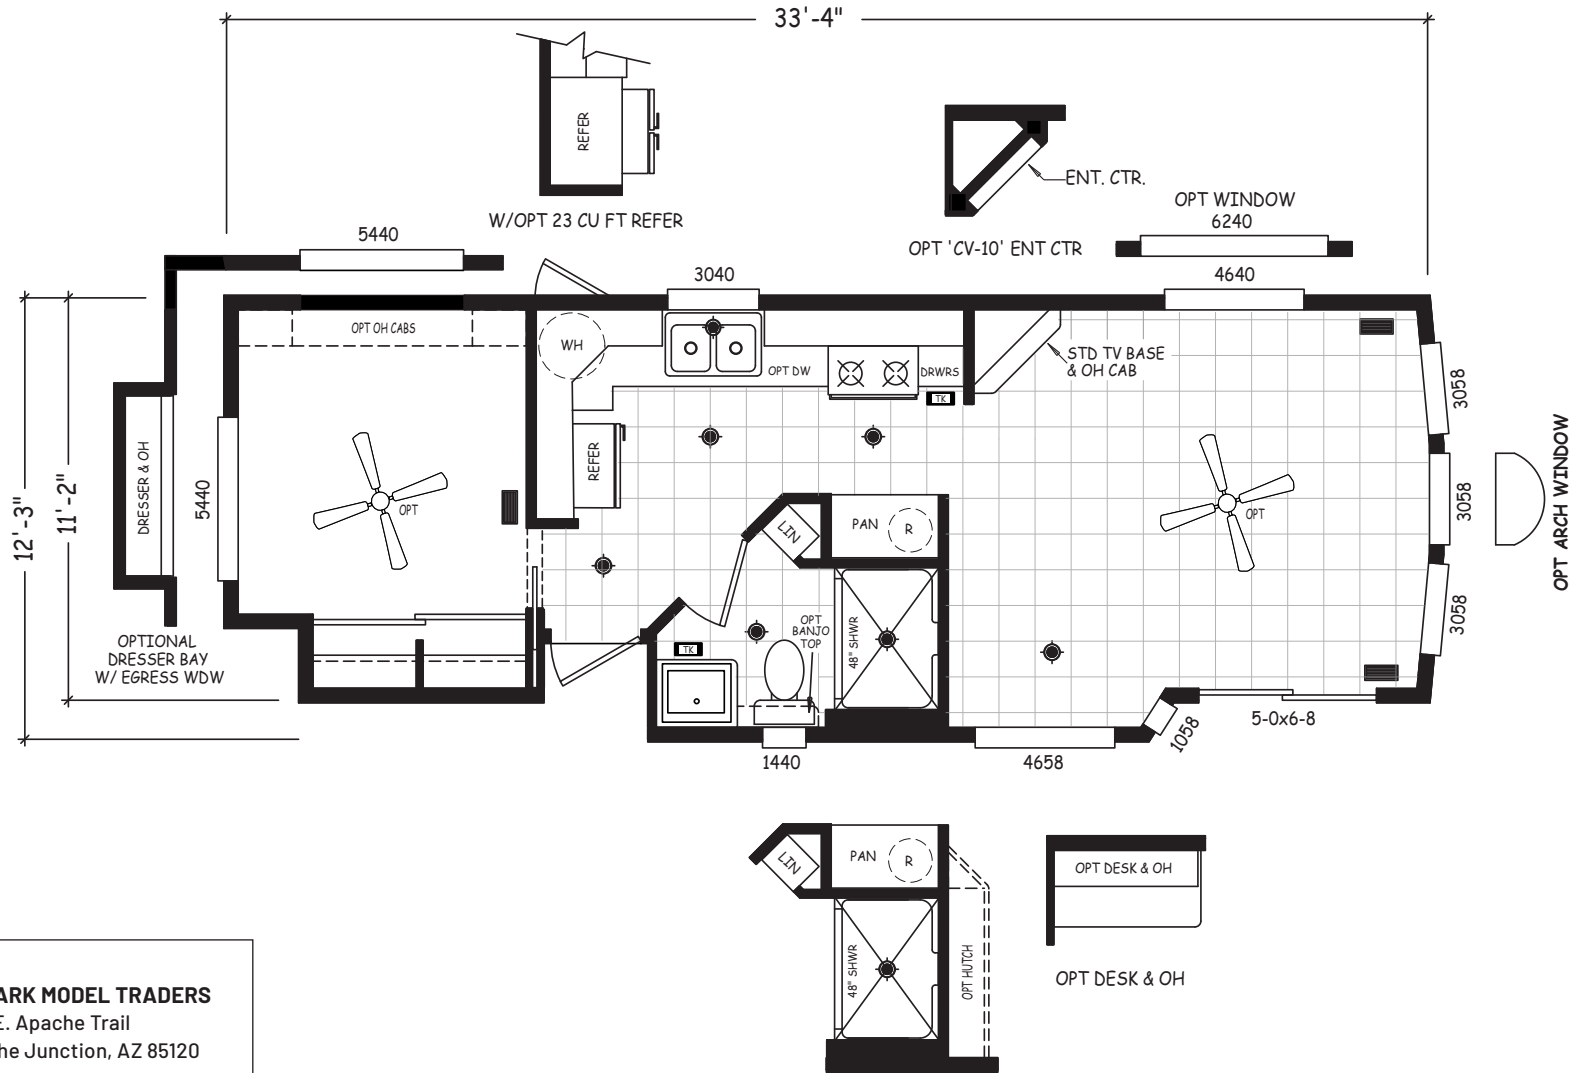 33'-4"
REFER
W/OPT 23 CU FT REFER
ENT. CTR.
OPT 'CV-10' ENT CTR
OPT WINDOW
6240
5440
3040
4640
OPT OH CABS
WH
OPT DW
DRWRS
TK
STD TV BASE
& OH CAB
3058
DRESSER & OH
5440
12'-3"
11'-2"
OPT
REFER
LIN
PAN
R
OPT
3058
OPT ARCH WINDOW
3058
OPTIONAL
DRESSER BAY
W/ EGRESS WDW
TK
OPT
BANJO
TOP
48" SHWR
1440
4658
1058
5-0x6-8
LIN
PAN
R
48" SHWR
OPT HUTCH
OPT DESK & OH
OPT DESK & OH
ARK MODEL TRADERS
E. Apache Trail
he Junction, AZ 85120